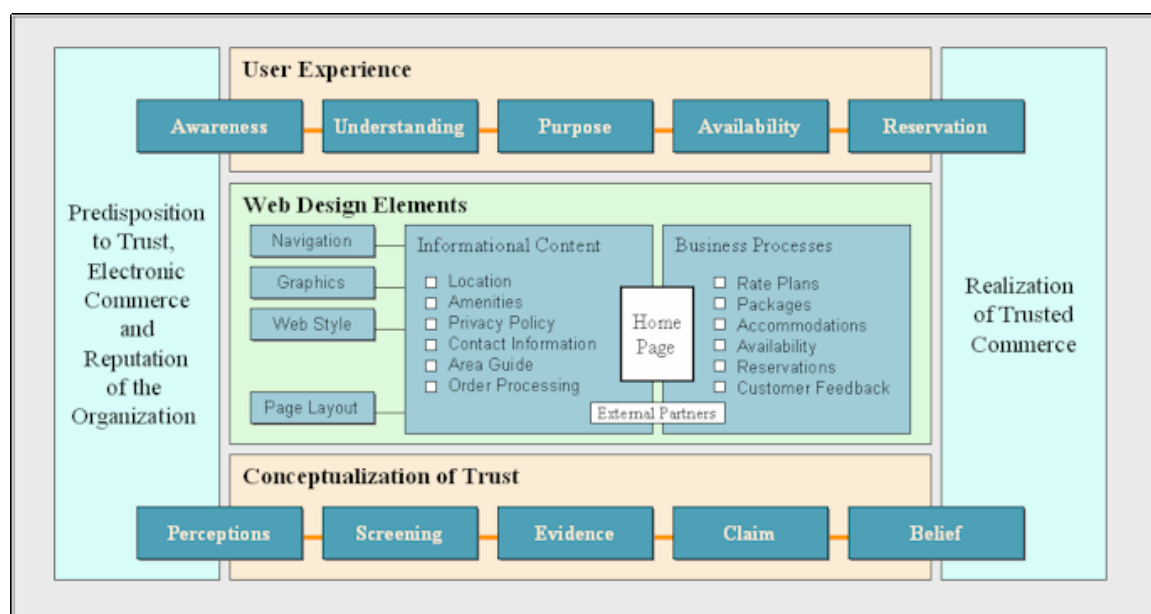 User Experience
Awareness
Understanding
Purpose
Availability
Reservation
Predisposition
to Trust,
Electronic
Commerce
and
Reputation
of the
Organization
Web Design Elements
Navigation
Graphics
Web Style
Page Layout
Informational Content
Location
Amenities
Privacy Policy
Contact Information
Area Guide
Order Processing
Home
Page
External Partners
Business Processes
Rate Plans
Packages
Accommodations
Availability
Reservations
Customer Feedback
Realization
of Trusted
Commerce
Conceptualization of Trust
Perceptions
Screening
Evidence
Claim
Belief